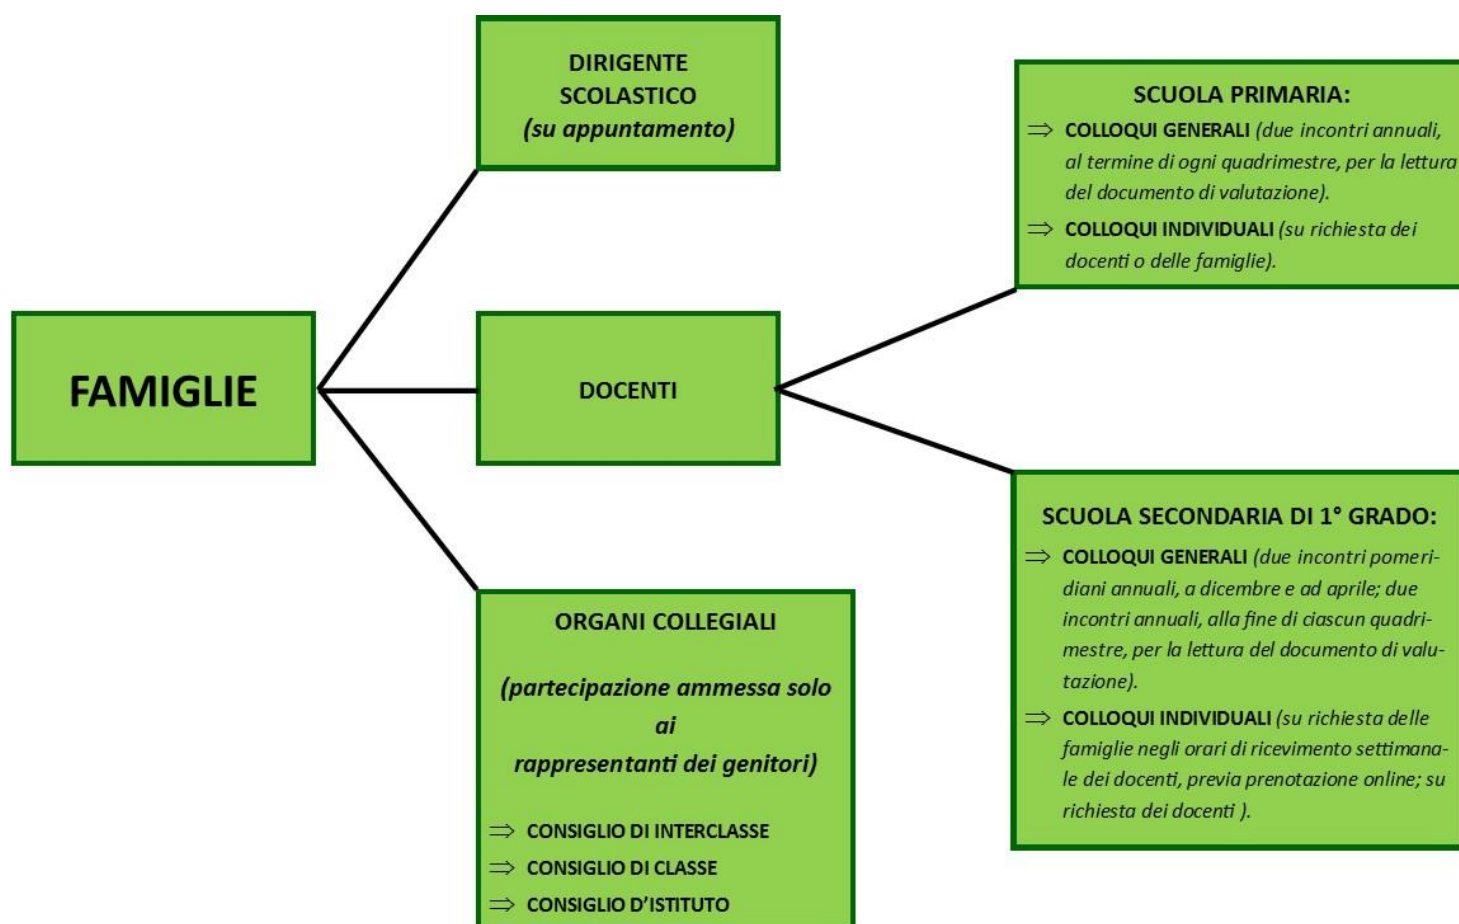 DIRIGENTE
SCOLASTICO
(su appuntamento)
SCUOLA PRIMARIA:
⇒ COLLOQUI GENERALI (due incontri annuali,
al termine di ogni quadrimestre, per la lettura
del documento di valutazione).
⇒ COLLOQUI INDIVIDUALI (su richiesta dei
docenti o delle famiglie).
FAMIGLIE
DOCENTI
SCUOLA SECONDARIA DI 1° GRADO:
⇒ COLLOQUI GENERALI (due incontri pomeri-
diani annuali, a dicembre e ad aprile; due
incontri annuali, alla fine di ciascun quadri-
mestre, per la lettura del documento di valu-
tazione).
⇒ COLLOQUI INDIVIDUALI (su richiesta delle
famiglie negli orari di ricevimento settimana-
le dei docenti, previa prenotazione online; su
richiesta dei docenti ).
ORGANI COLLEGIALI
(partecipazione ammessa solo
ai
rappresentanti dei genitori)
⇒ CONSIGLIO DI INTERCLASSE
⇒ CONSIGLIO DI CLASSE
⇒ CONSIGLIO D'ISTITUTO